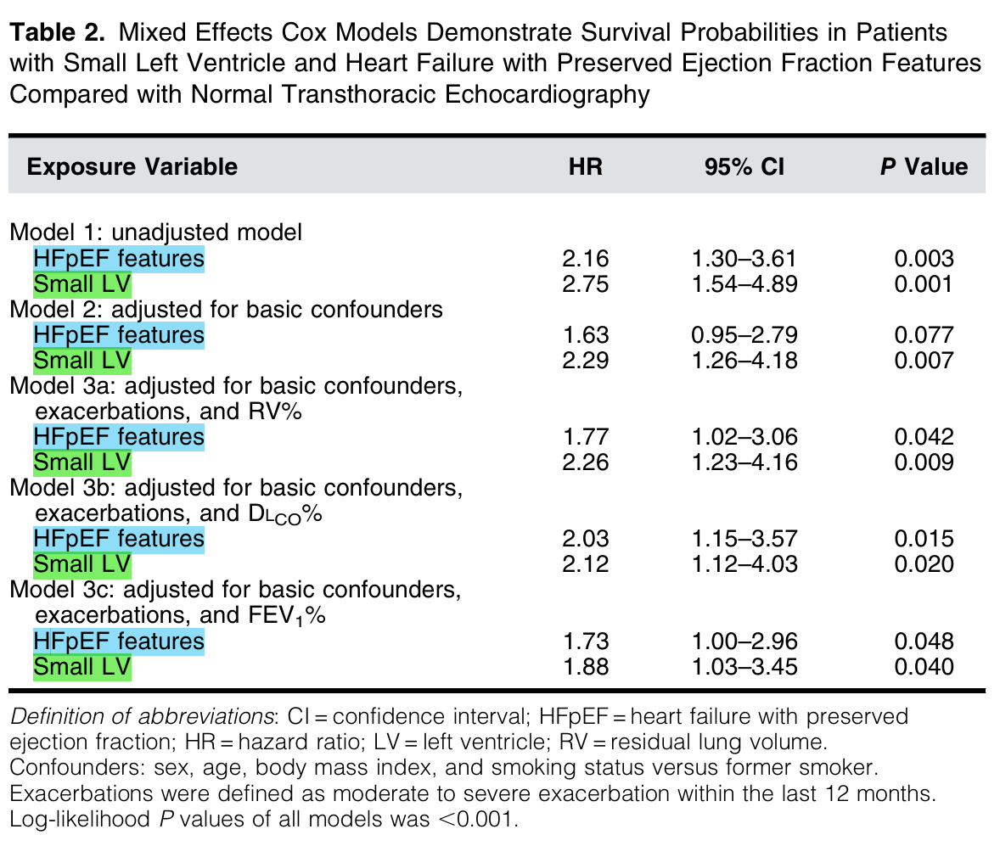 Table 2. Mixed Effects Cox Models Demonstrate Survival Probabilities in Patients
with Small Left Ventricle and Heart Failure with Preserved Ejection Fraction Features
Compared with Normal Transthoracic Echocardiography
Exposure Variable HR 95% CI P Value
Model 1: unadjusted model
HFpEF features 2.16 1.30–3.61 0.003
Small LV 2.75 1.54–4.89 0.001
Model 2: adjusted for basic confounders
HFpEF features 1.63 0.95–2.79 0.077
Small LV 2.29 1.26–4.18 0.007
Model 3a: adjusted for basic confounders,
exacerbations, and RV%
HFpEF features 1.77 1.02–3.06 0.042
Small LV 2.26 1.23–4.16 0.009
Model 3b: adjusted for basic confounders,
exacerbations, and DLCO%
HFpEF features 2.03 1.15–3.57 0.015
Small LV 2.12 1.12–4.03 0.020
Model 3c: adjusted for basic confounders,
exacerbations, and FEV1%
HFpEF features 1.73 1.00–2.96 0.048
Small LV 1.88 1.03–3.45 0.040
Definition of abbreviations: CI = confidence interval; HFpEF = heart failure with preserved
ejection fraction; HR = hazard ratio; LV = left ventricle; RV = residual lung volume.
Confounders: sex, age, body mass index, and smoking status versus former smoker.
Exacerbations were defined as moderate to severe exacerbation within the last 12 months.
Log-likelihood P values of all models was <0.001.